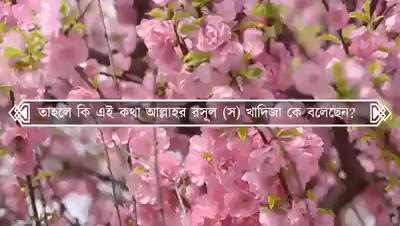 তাহলে কি এই কথা আল্লাহর রসূল (স) খাদিজা কে বলেছেন?